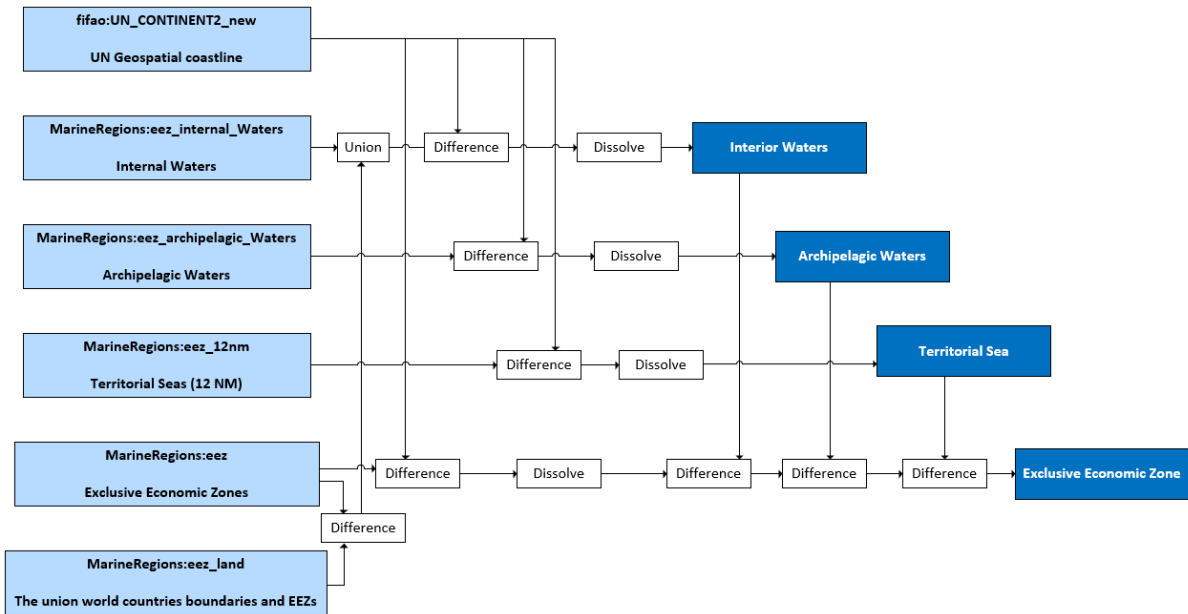 fifao:UN_CONTINENT2_new
UN Geospatial coastline
MarineRegions:eez_internal_Waters
Internal Waters
Union
Difference
Dissolve
Interior Waters
MarineRegions:eez_archipelagic_Waters
Archipelagic Waters
Difference
Dissolve
Archipelagic Waters
MarineRegions:eez_12nm
Territorial Seas (12 NM)
Difference
Dissolve
Territorial Sea
MarineRegions:eez
Exclusive Economic Zones
Difference
Dissolve
Difference
Difference
Difference
Exclusive Economic Zone
Difference
MarineRegions:eez_land
The union world countries boundaries and EEZs